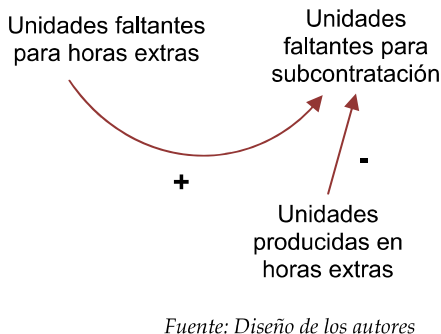 Unidades faltantes
para horas extras
Unidades
faltantes para
subcontratación
+
-
Unidades
producidas en
horas extras
Fuente: Diseño de los autores